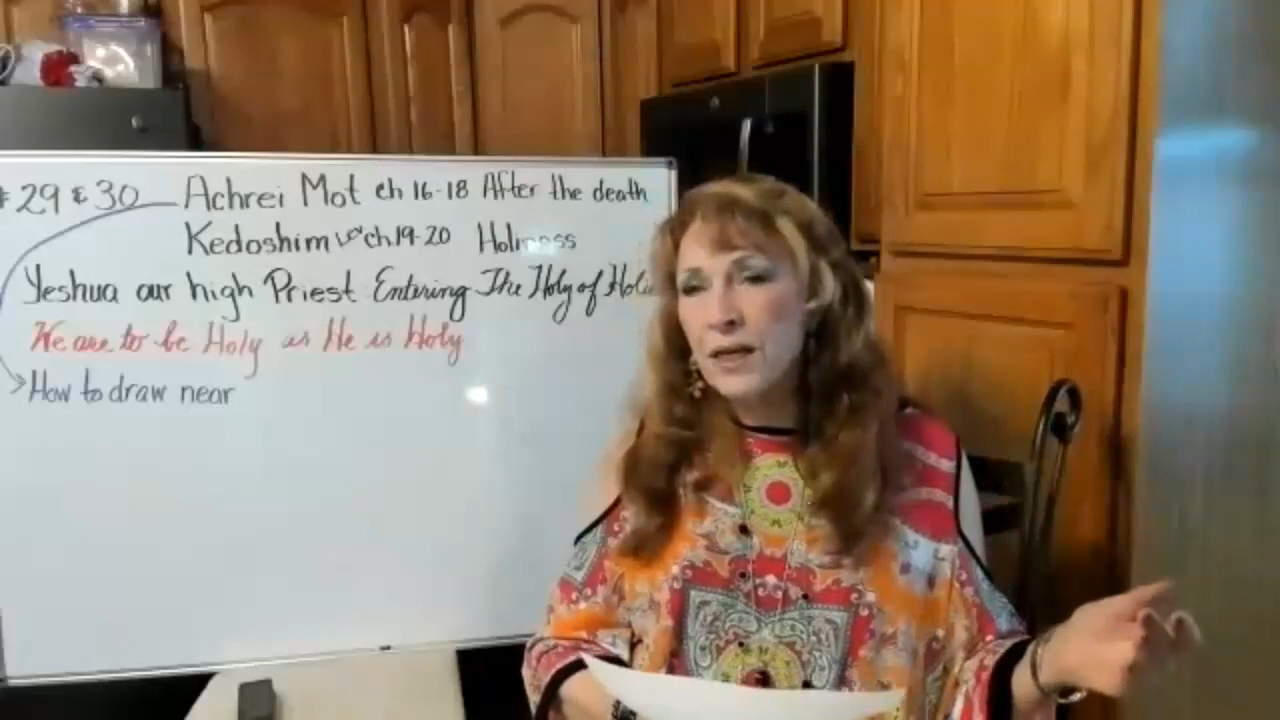 # 29 & 30 Achrei Mot ch 16-18 After the death
Kedoshim ch 19-20 Holiness
Yeshua our high Priest Entering The Holy of
We are to be Holy as He is Holy
How to draw near